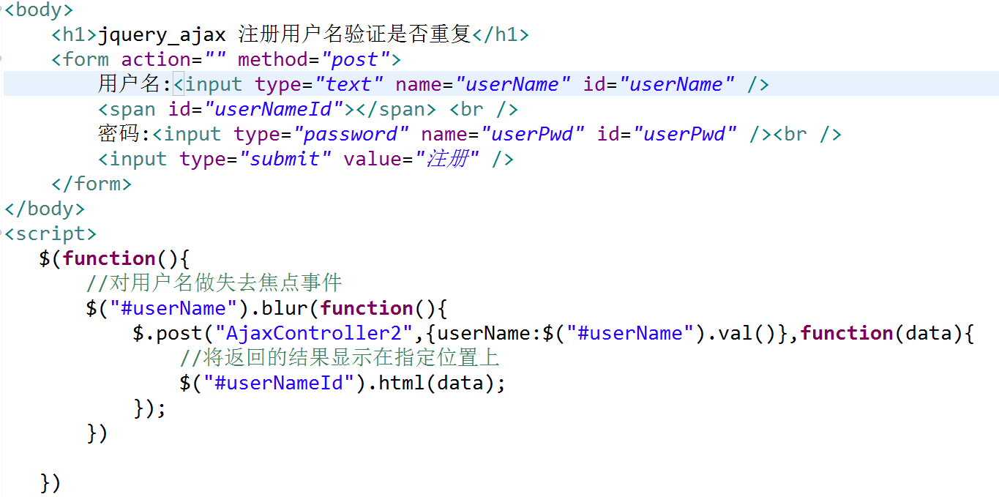 <body>
<h1>jquery_ajax 注册用户名验证是否重复</h1>
<form action="" method="post">
用户名:<input type="text" name="userName" id="userName" />
<span id="userNameId"></span> <br />
密码:<input type="password" name="userPwd" id="userPwd" /><br />
<input type="submit" value="注册" />
</form>
</body>
<script>
$(function(){
//对用户名做失去焦点事件
$("#userName").blur(function(){
$.post("AjaxController2",{userName:$("#userName").val()},function(data){
//将返回的结果显示在指定位置上
$("#userNameId").html(data);
});
})
})